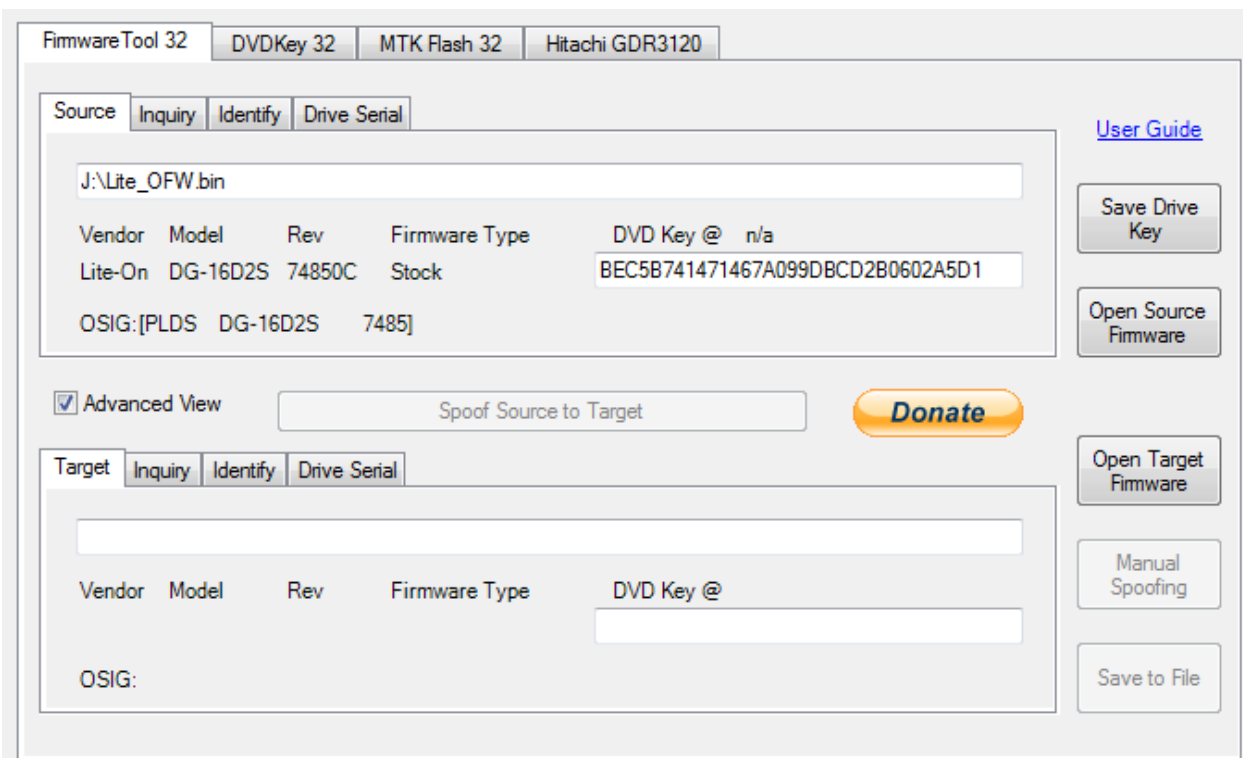 FirmwareTool 32 DVDKey 32 MTK Flash 32 Hitachi GDR3120
Source Inquiry Identify Drive Serial
User Guide
J:\Lite_OFW.bin
Save Drive
Key
Vendor Model Rev Firmware Type DVD Key @ n/a
Lite-On DG-16D2S 74850C Stock BEC5B741471467A099DBCD2B0602A5D1
OSIG:[PLDS DG-16D2S 7485]
Open Source
Firmware
Advanced View Spoof Source to Target Donate
Target Inquiry Identify Drive Serial
Open Target
Firmware
Vendor Model Rev Firmware Type DVD Key @
Manual
Spoofing
OSIG:
Save to File